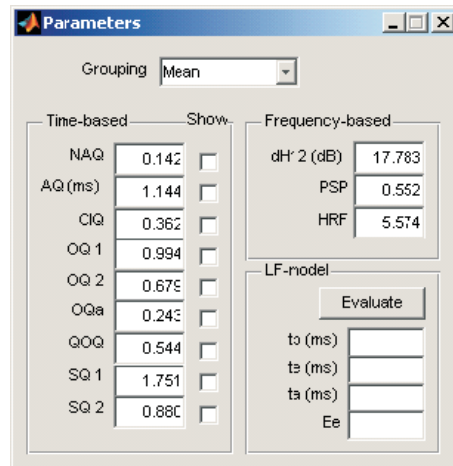 Parameters
Grouping Mean
Time-based Show
NAQ 0.142
AQ (ms) 1.144
ClQ 0.362
OQ 1 0.994
OQ 2 0.679
OQa 0.243
QOQ 0.544
SQ 1 1.751
SQ 2 0.880
Frequency-based
dH12 (dB) 17.783
PSP 0.552
HRF 5.574
LF-model
Evaluate
tp (ms)
te (ms)
ta (ms)
Ee